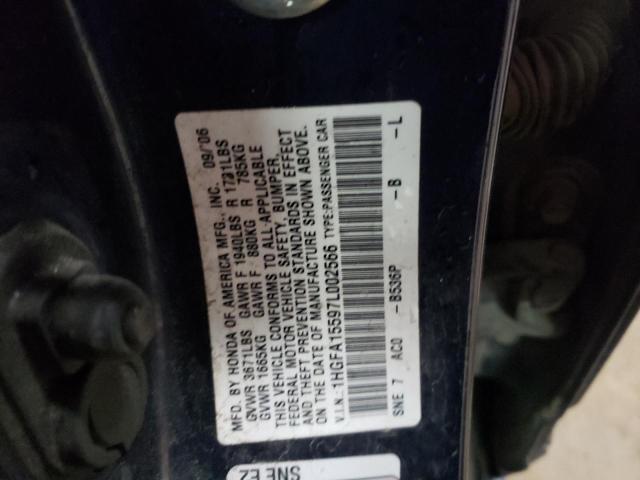 MFD. BY HONDA OF AMERICA MFG., INC. 09/'06
GVWR 3671LBS GAWR F 1940LBS R 1731LBS
GVWR 1665KG GAWR F 880KG R 785KG
THIS VEHICLE CONFORMS TO ALL APPLICABLE
FEDERAL MOTOR VEHICLE SAFETY, BUMPER,
AND THEFT PREVENTION STANDARDS IN EFFECT
ON THE DATE OF MANUFACTURE SHOWN ABOVE.
V.I.N.: 1HGFA15597L002566 TYPE:PASSENGER CAR
SNE 7 AC0 -B536P -B -L
SNE EZ